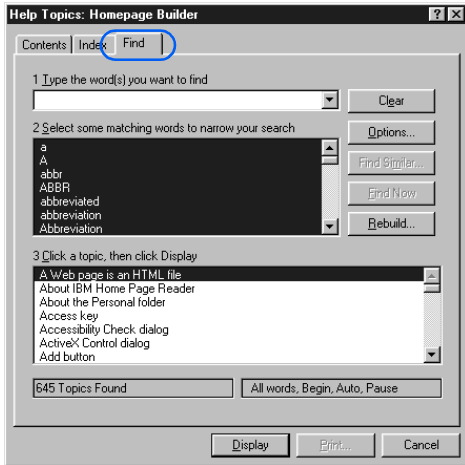 Help Topics: Homepage Builder
Contents Index Find
1 Type the word(s) you want to find
Clear
2 Select some matching words to narrow your search
Options...
a
A
abbr
ABBR
abbreviated
abbreviation
Abbreviation
Find Similar...
Find Now
Rebuild...
3 Click a topic, then click Display
A Web page is an HTML file
About IBM Home Page Reader
About the Personal folder
Access key
Accessibility Check dialog
ActiveX Control dialog
Add button
645 Topics Found
All words, Begin, Auto, Pause
Display Print... Cancel